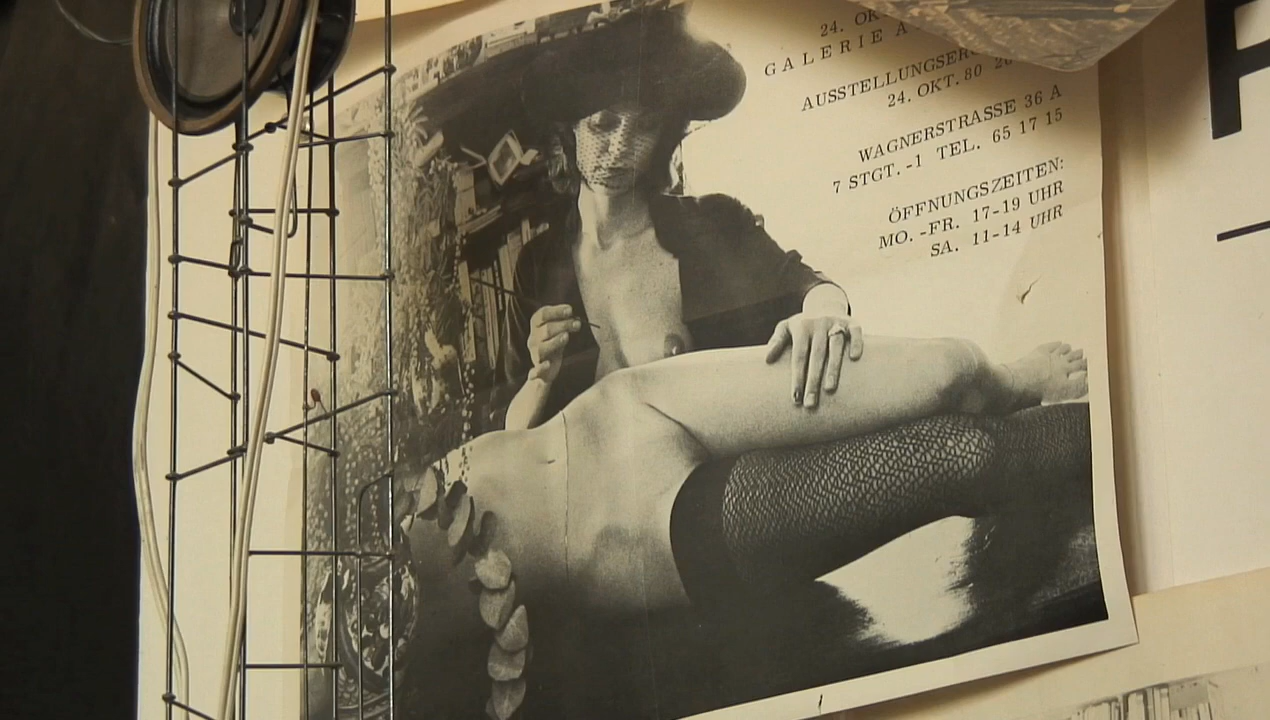 24.
GALERIE
24. OKT. 80
WAGNERSTRASSE 36 A
7 STGT. -1 TEL. 65 17 15
ÖFFNUNGSZEITEN:
MO. -FR. 17-19 UHR
SA. 11-14 UHR